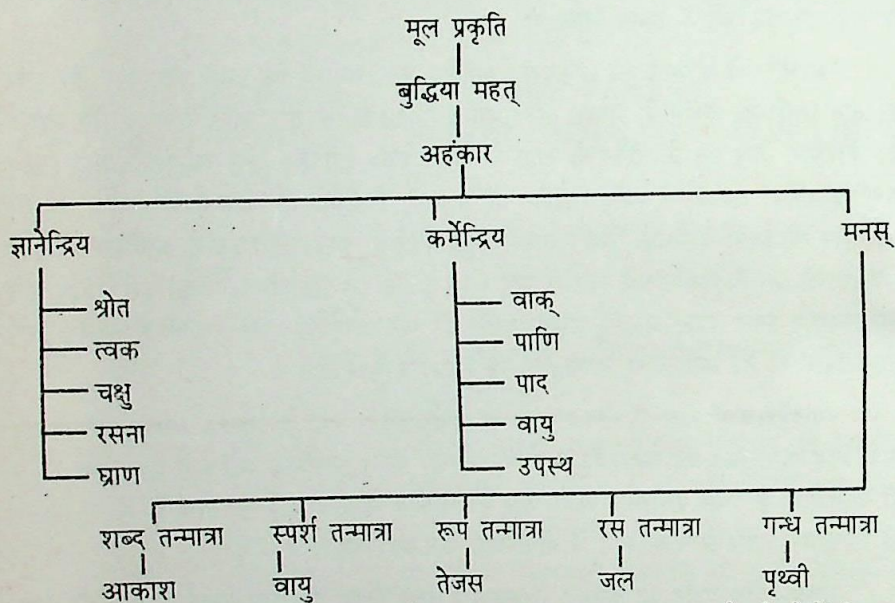 मूल प्रकृति
बुद्धिया महत्
अहंकार
ज्ञानेन्द्रिय कर्मेन्द्रिय मनस्
श्रोत
त्वक
चक्षु
रसना
घ्राण
वाक्
पाणि
पाद
वायु
उपस्थ
शब्द तन्मात्रा स्पर्श तन्मात्रा रूप तन्मात्रा रस तन्मात्रा गन्ध तन्मात्रा
आकाश वायु तेजस जल पृथ्वी